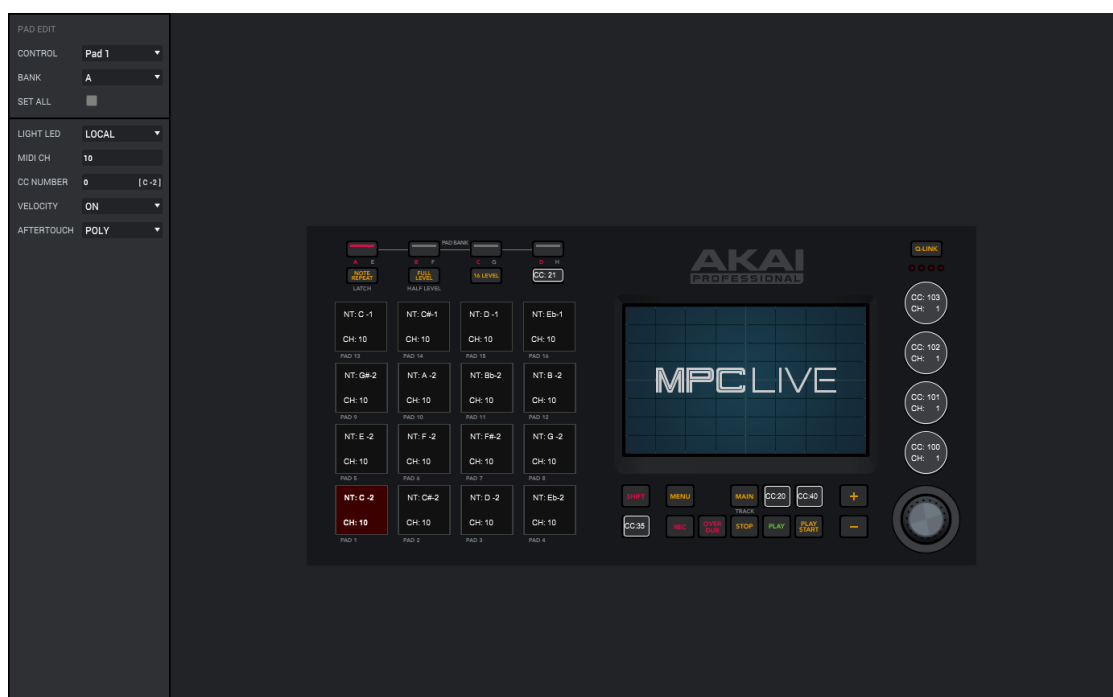 PAD EDIT
CONTROL Pad 1
BANK A
SET ALL
LIGHT LED LOCAL
MIDI CH 10
CC NUMBER 0 [ C -2 ]
VELOCITY ON
AFTERTOUCH POLY
PAD BANK
A E B F C G D H
NOTE REPEAT
FULL LEVEL
16 LEVEL
CC: 21
LATCH HALF LEVEL
NT: C -1 NT: C#-1 NT: D -1 NT: Eb-1
CH: 10 CH: 10 CH: 10 CH: 10
PAD 13 PAD 14 PAD 15 PAD 16
NT: G#-2 NT: A -2 NT: Bb-2 NT: B -2
CH: 10 CH: 10 CH: 10 CH: 10
PAD 9 PAD 10 PAD 11 PAD 12
NT: E -2 NT: F -2 NT: F#-2 NT: G -2
CH: 10 CH: 10 CH: 10 CH: 10
PAD 5 PAD 6 PAD 7 PAD 8
NT: C -2 NT: C#-2 NT: D -2 NT: Eb-2
CH: 10 CH: 10 CH: 10 CH: 10
PAD 1 PAD 2 PAD 3 PAD 4
AKAI
PROFESSIONAL
MPC LIVE
Q-LINK
CC: 103
CH: 1
CC: 102
CH: 1
CC: 101
CH: 1
CC: 100
CH: 1
SHIFT MENU MAIN CC:20 CC:40 +
TRACK
CC:35 REC OVER DUB STOP PLAY PLAY START −